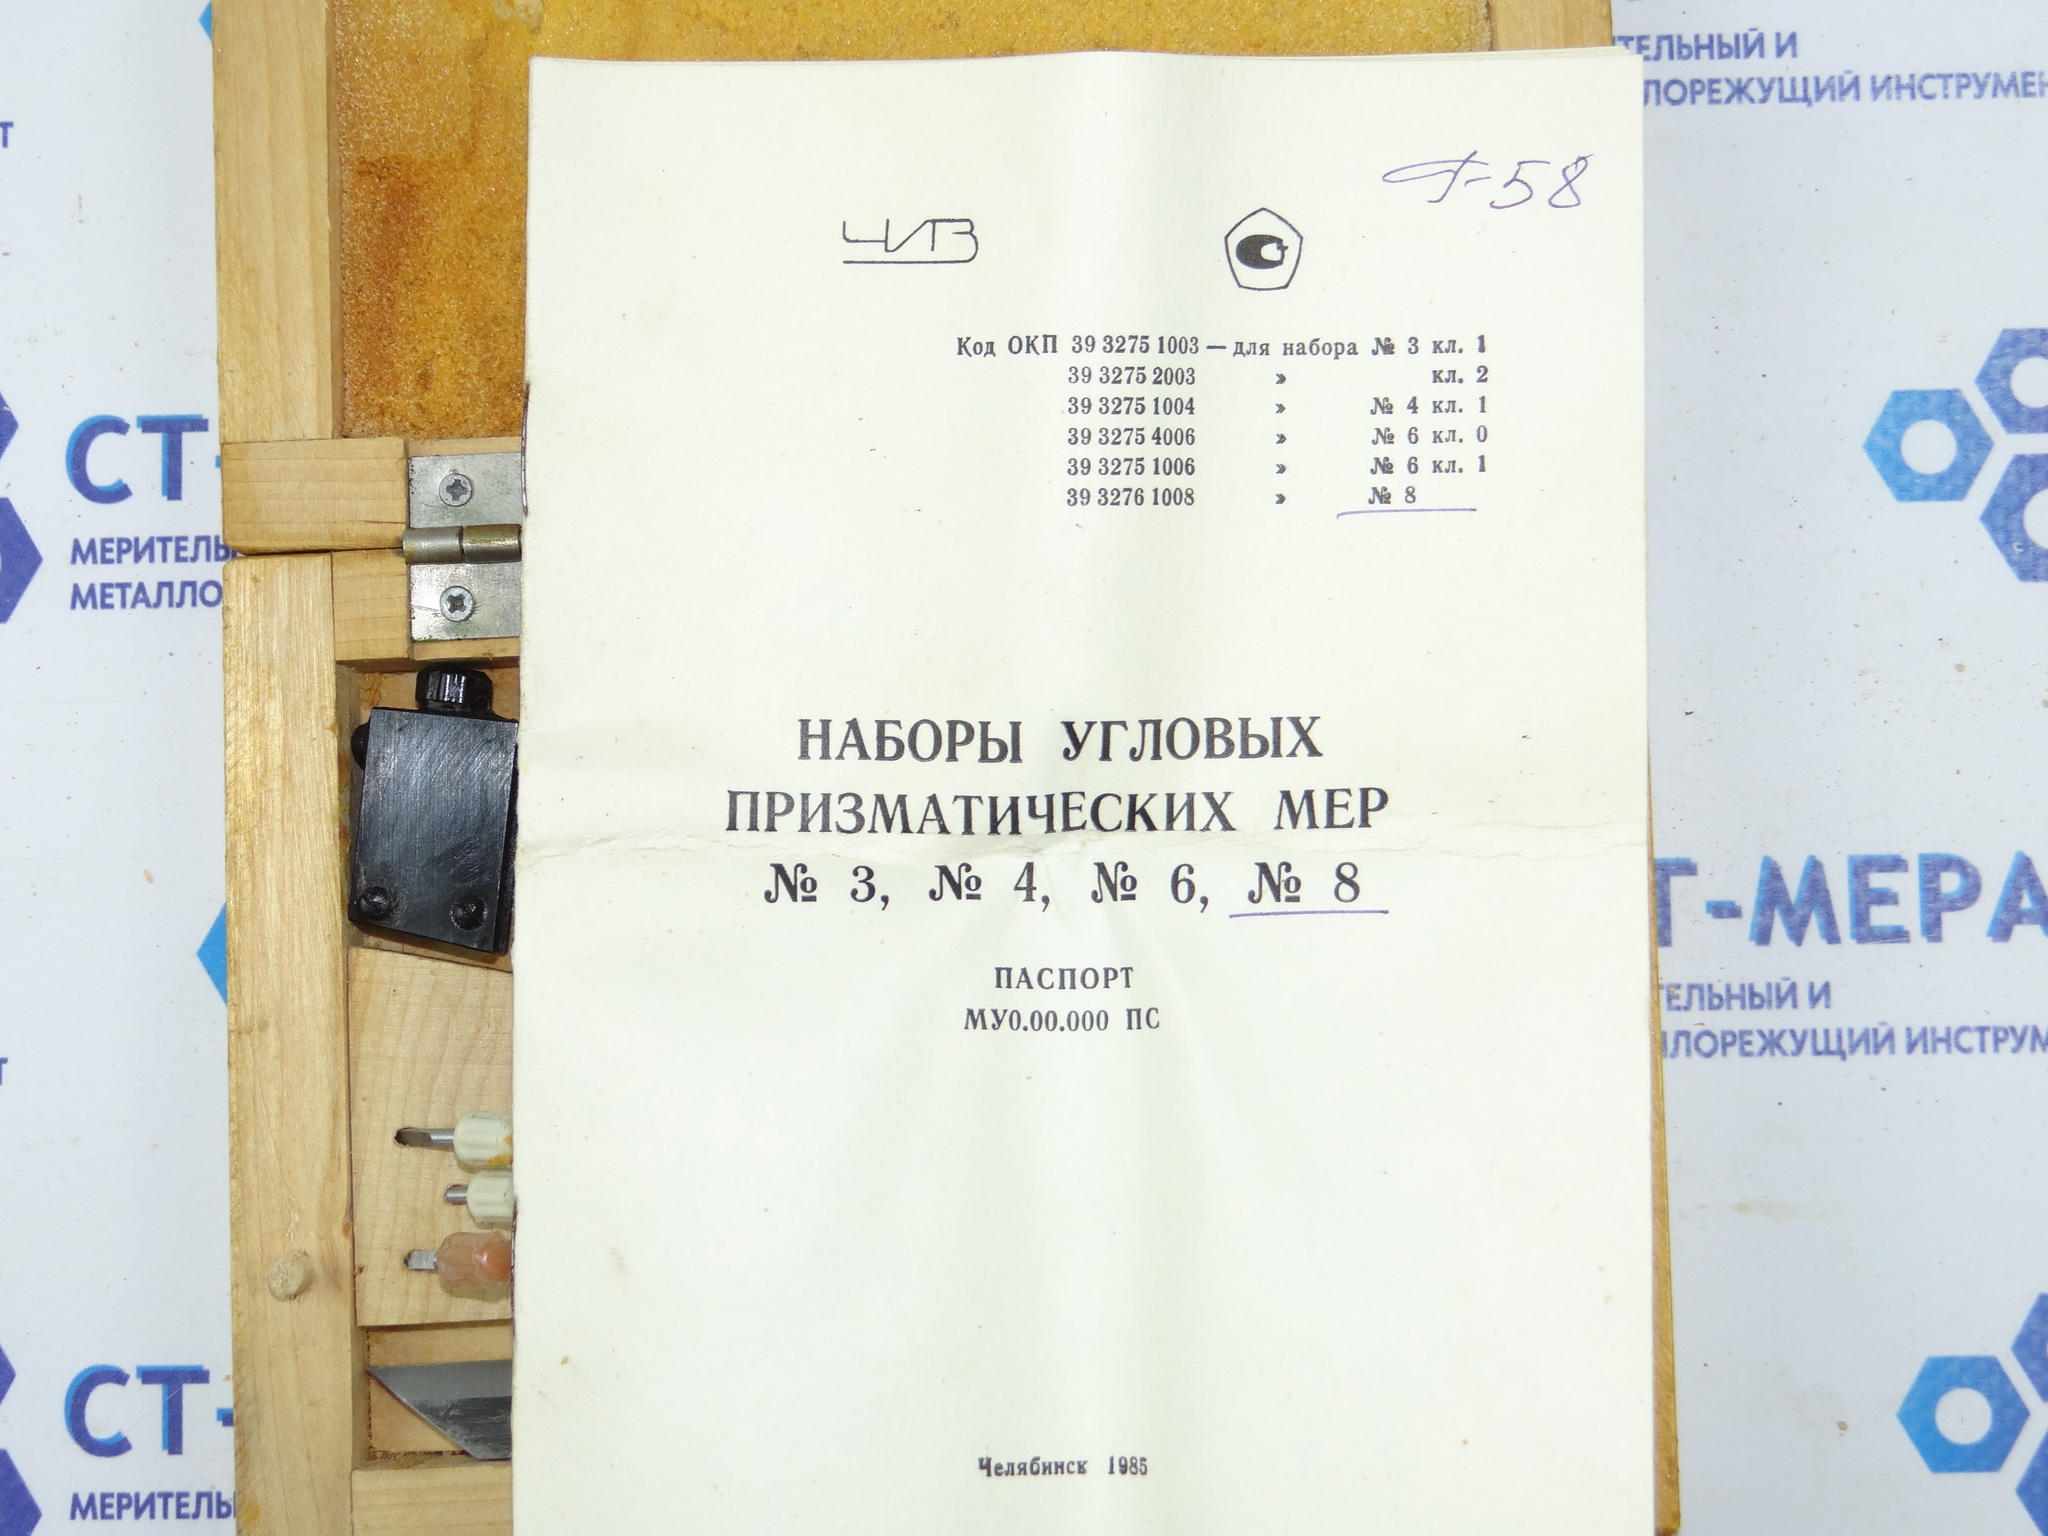 Г-58
ЧИЗ
Код ОКП 39 3275 1003 — для набора № 3 кл. 1
39 3275 2003 » кл. 2
39 3275 1004 » № 4 кл. 1
39 3275 4006 » № 6 кл. 0
39 3275 1006 » № 6 кл. 1
39 3276 1008 » № 8
НАБОРЫ УГЛОВЫХ
ПРИЗМАТИЧЕСКИХ МЕР
№ 3, № 4, № 6, № 8
ПАСПОРТ
МУ0.00.000 ПС
Челябинск 1985
ТЕЛЬНЫЙ И
ЛОРЕЖУЩИЙ ИНСТРУМЕН
СТ-
МЕРИТЕЛЬ
МЕТАЛЛО
Т-МЕРА
ТЕЛЬНЫЙ И
ЛОРЕЖУЩИЙ ИНСТРУМ
СТ-
МЕРИТЕЛЬ